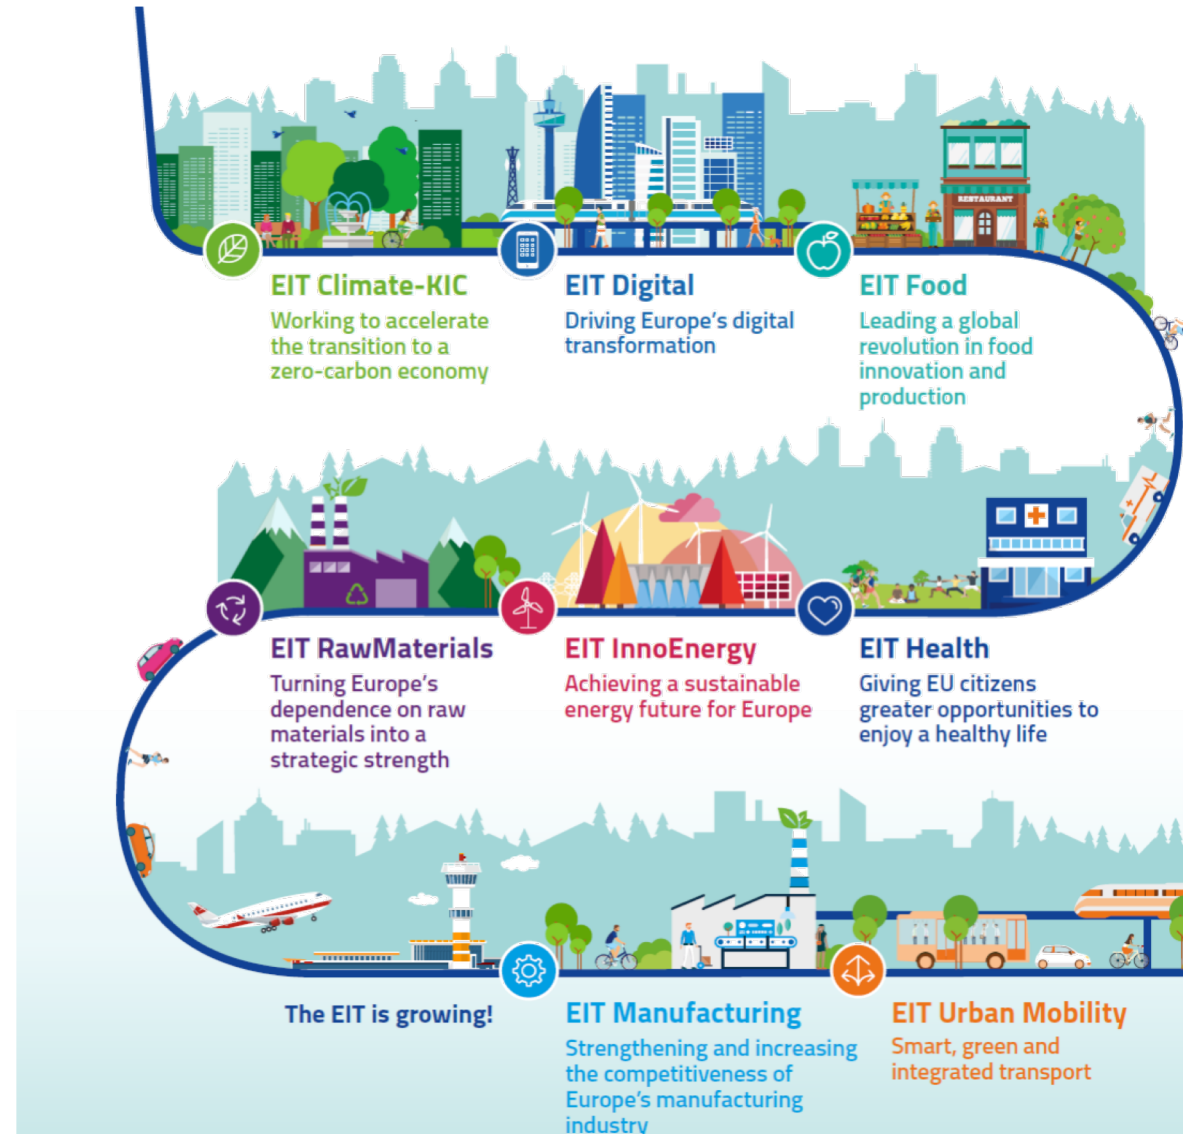 RESTAURANT
EIT Climate-KIC
Working to accelerate
the transition to a
zero-carbon economy
EIT Digital
Driving Europe's digital
transformation
EIT Food
Leading a global
revolution in food
innovation and
production
EIT RawMaterials
Turning Europe's
dependence on raw
materials into a
strategic strength
EIT InnoEnergy
Achieving a sustainable
energy future for Europe
EIT Health
Giving EU citizens
greater opportunities to
enjoy a healthy life
The EIT is growing!
EIT Manufacturing
Strengthening and increasing
the competitiveness of
Europe's manufacturing
industry
EIT Urban Mobility
Smart, green and
integrated transport